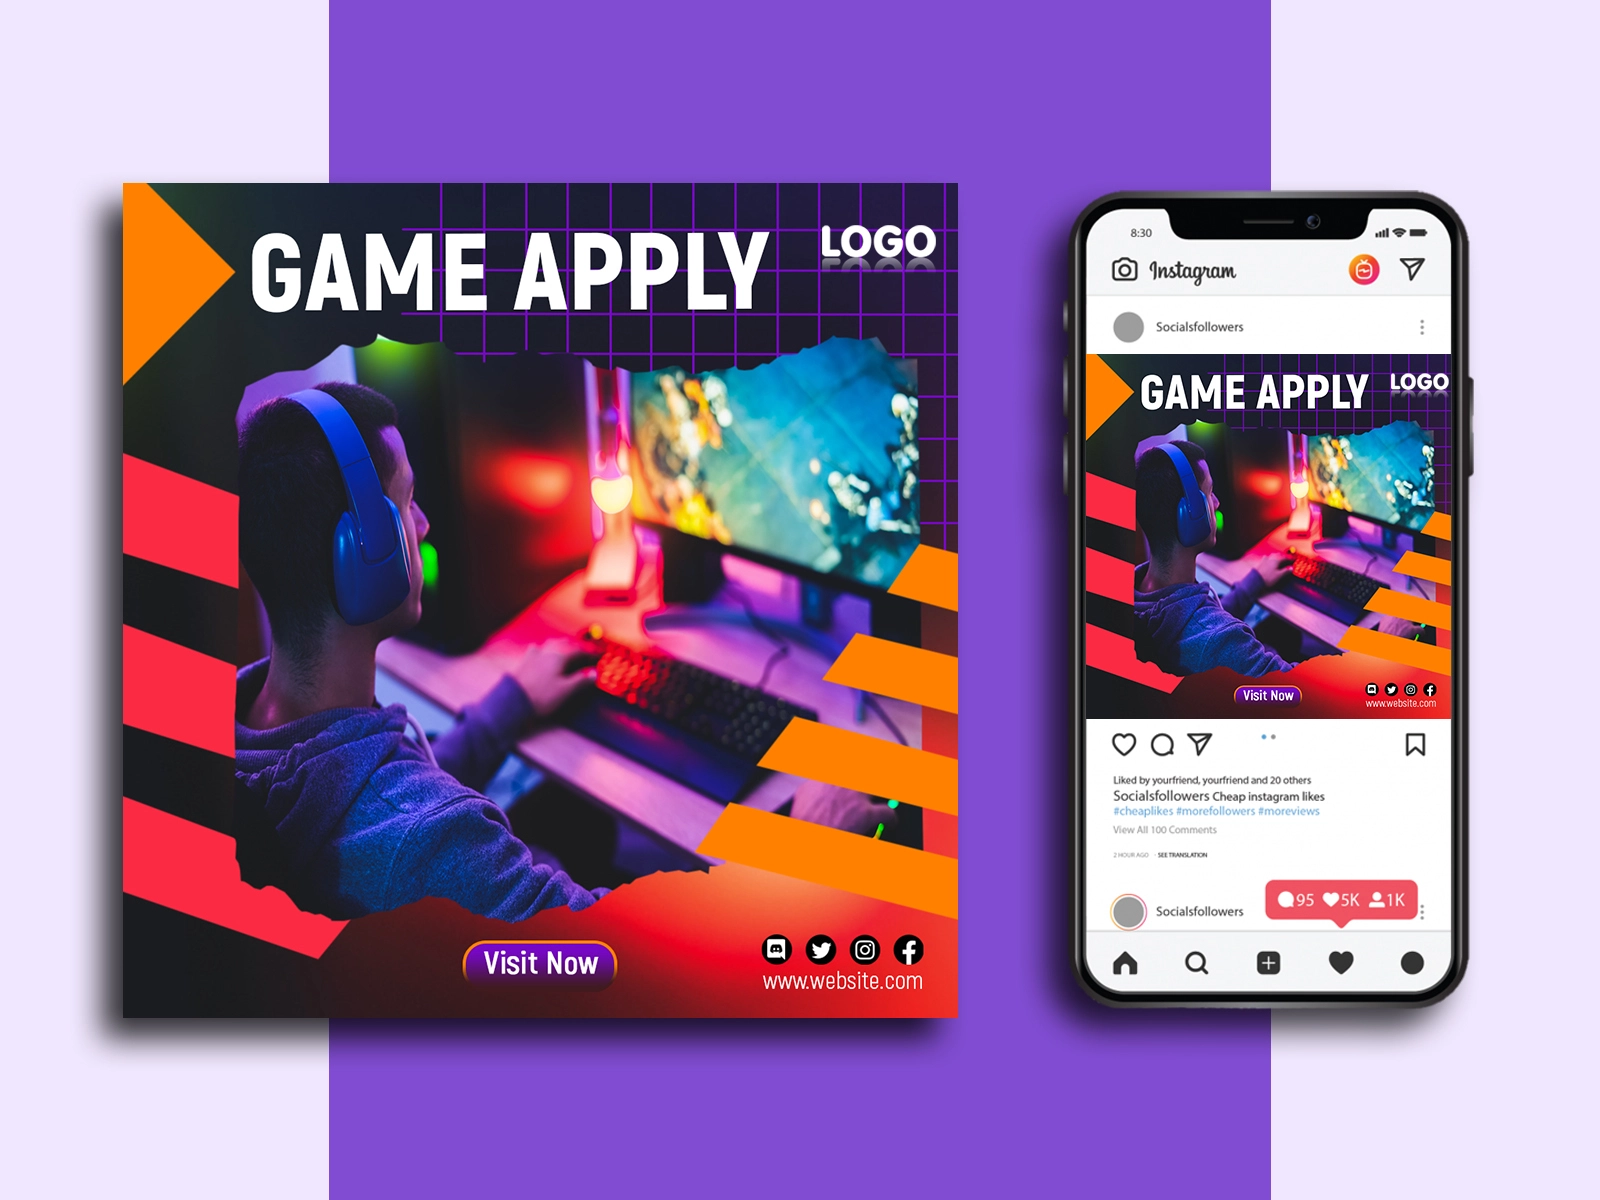 GAME APPLY
LOGO
Visit Now
www.website.com
8:30
Instagram
Socialsfollowers
GAME APPLY
LOGO
Visit Now
www.website.com
Liked by yourfriend, yourfriend and 20 others
Socialsfollowers Cheap instagram likes
#cheaplikes #morefollowers #moreviews
View All 100 Comments
2 HOUR AGO · SEE TRANSLATION
Socialsfollowers
95 5K 1K